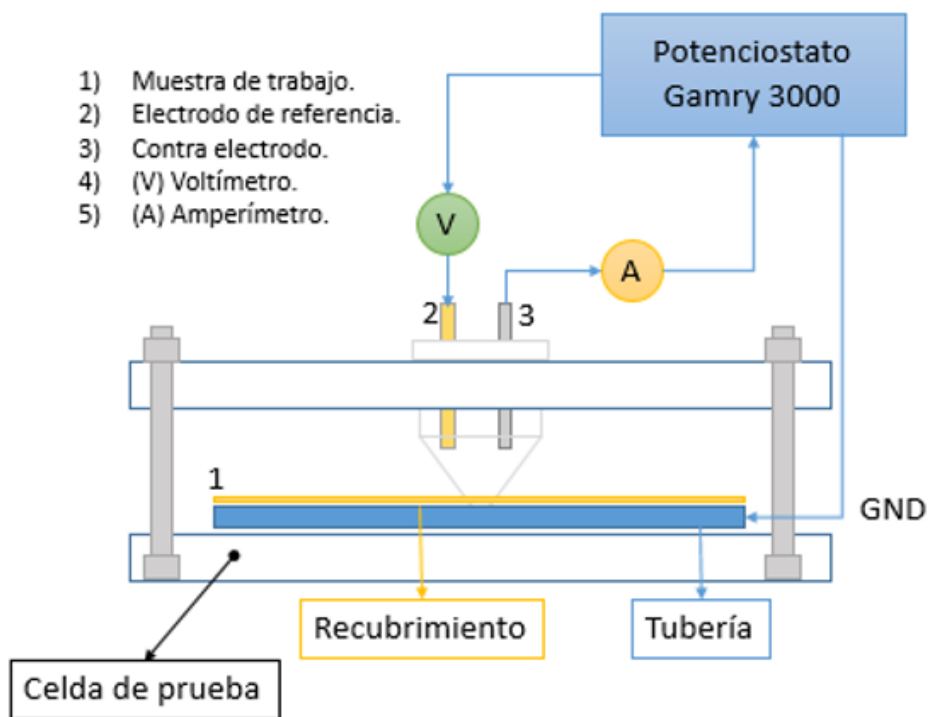 Potenciostato
Gamry 3000
1) Muestra de trabajo.
2) Electrodo de referencia.
3) Contra electrodo.
4) (V) Voltímetro.
5) (A) Amperímetro.
V
A
2
3
1
GND
Recubrimiento
Tubería
Celda de prueba